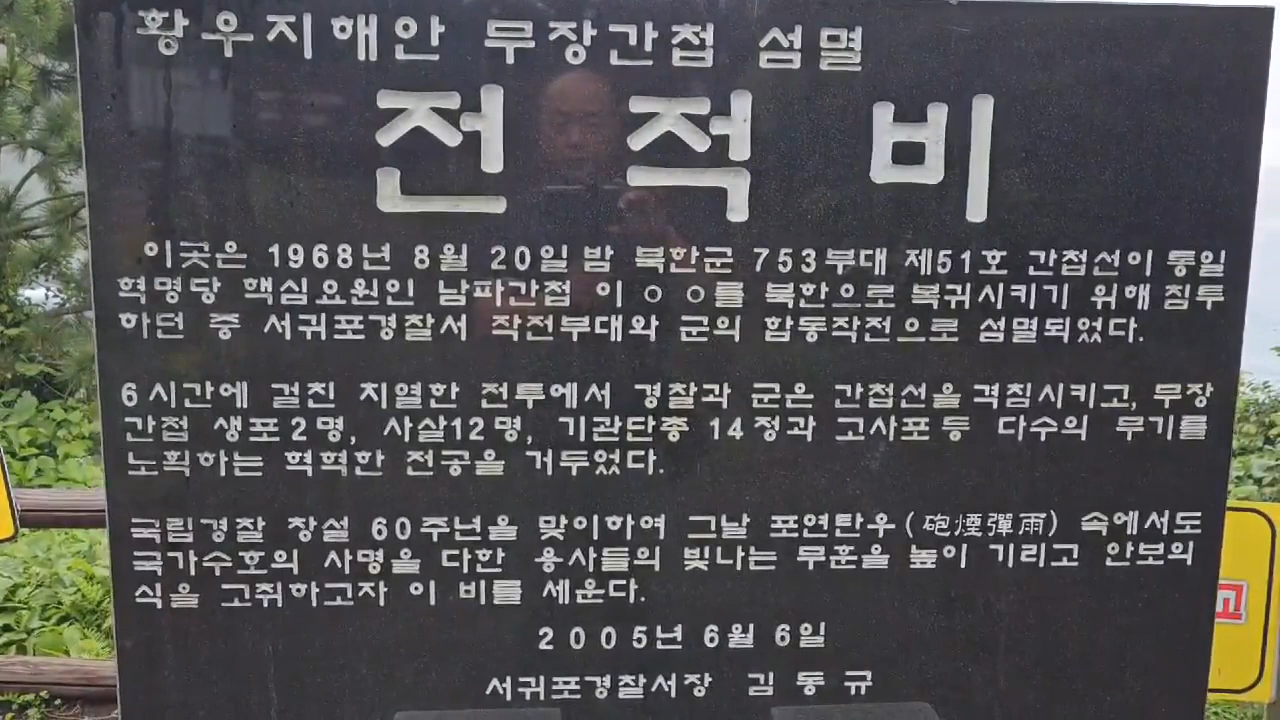 황우지해안 무장간첩 섬멸
전적비
이곳은 1968년 8월 20일 밤 북한군 753부대 제51호 간첩선이 통일
혁명당 핵심요원인 남파간첩 이 ㅇ ㅇ를 북한으로 복귀시키기 위해 침투
하던 중 서귀포경찰서 작전부대와 군의 합동작전으로 섬멸되었다.
6시간에 걸친 치열한 전투에서 경찰과 군은 간첩선을 격침시키고, 무장
간첩 생포2명, 사살12명, 기관단총 14정과 고사포등 다수의 무기를
노획하는 혁혁한 전공을 거두었다.
국립경찰 창설 60주년을 맞이하여 그날 포연탄우(砲煙彈雨) 속에서도
국가수호의 사명을 다한 용사들의 빛나는 무훈을 높이 기리고 안보의
식을 고취하고자 이 비를 세운다.
2005년 6월 6일
서귀포경찰서장 김동규
고